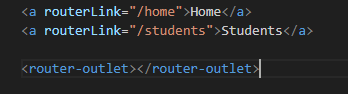 <a routerLink="/home">Home</a>
<a routerLink="/students">Students</a>
<router-outlet></router-outlet>